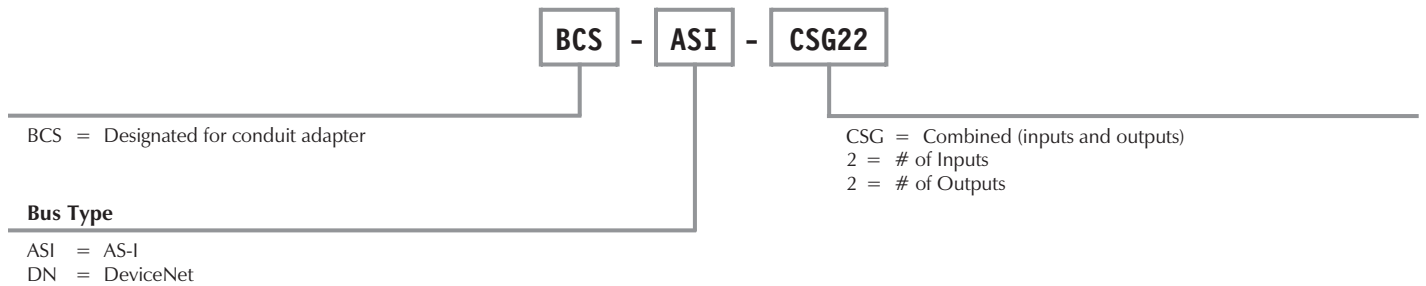 BCS - ASI - CSG22
BCS = Designated for conduit adapter
CSG = Combined (inputs and outputs)
2 = # of Inputs
2 = # of Outputs
Bus Type
ASI = AS-I
DN = DeviceNet